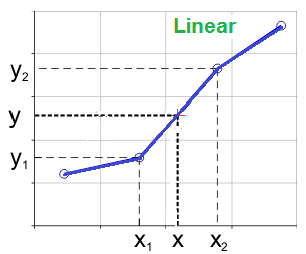 Linear
y₂
y
y₁
x₁ x x₂